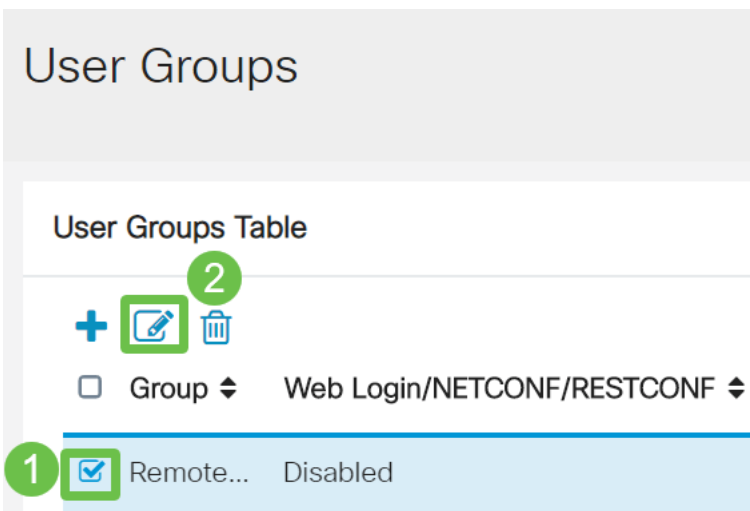 User Groups
User Groups Table
2
Group Web Login/NETCONF/RESTCONF
1 Remote... Disabled